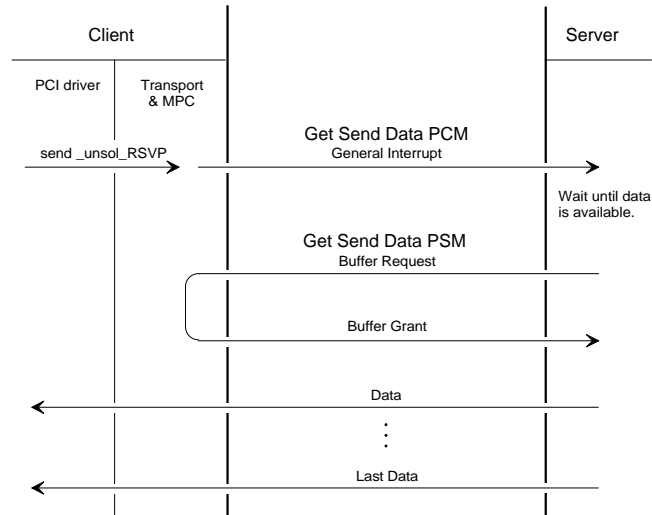 Client
Server
PCI driver
Transport
& MPC
Get Send Data PCM
send _unsol_RSVP
General Interrupt
Wait until data
is available.
Get Send Data PSM
Buffer Request
Buffer Grant
Data
Last Data